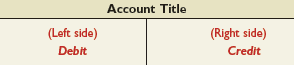 Account Title
(Left side) (Right side)
Debit Credit